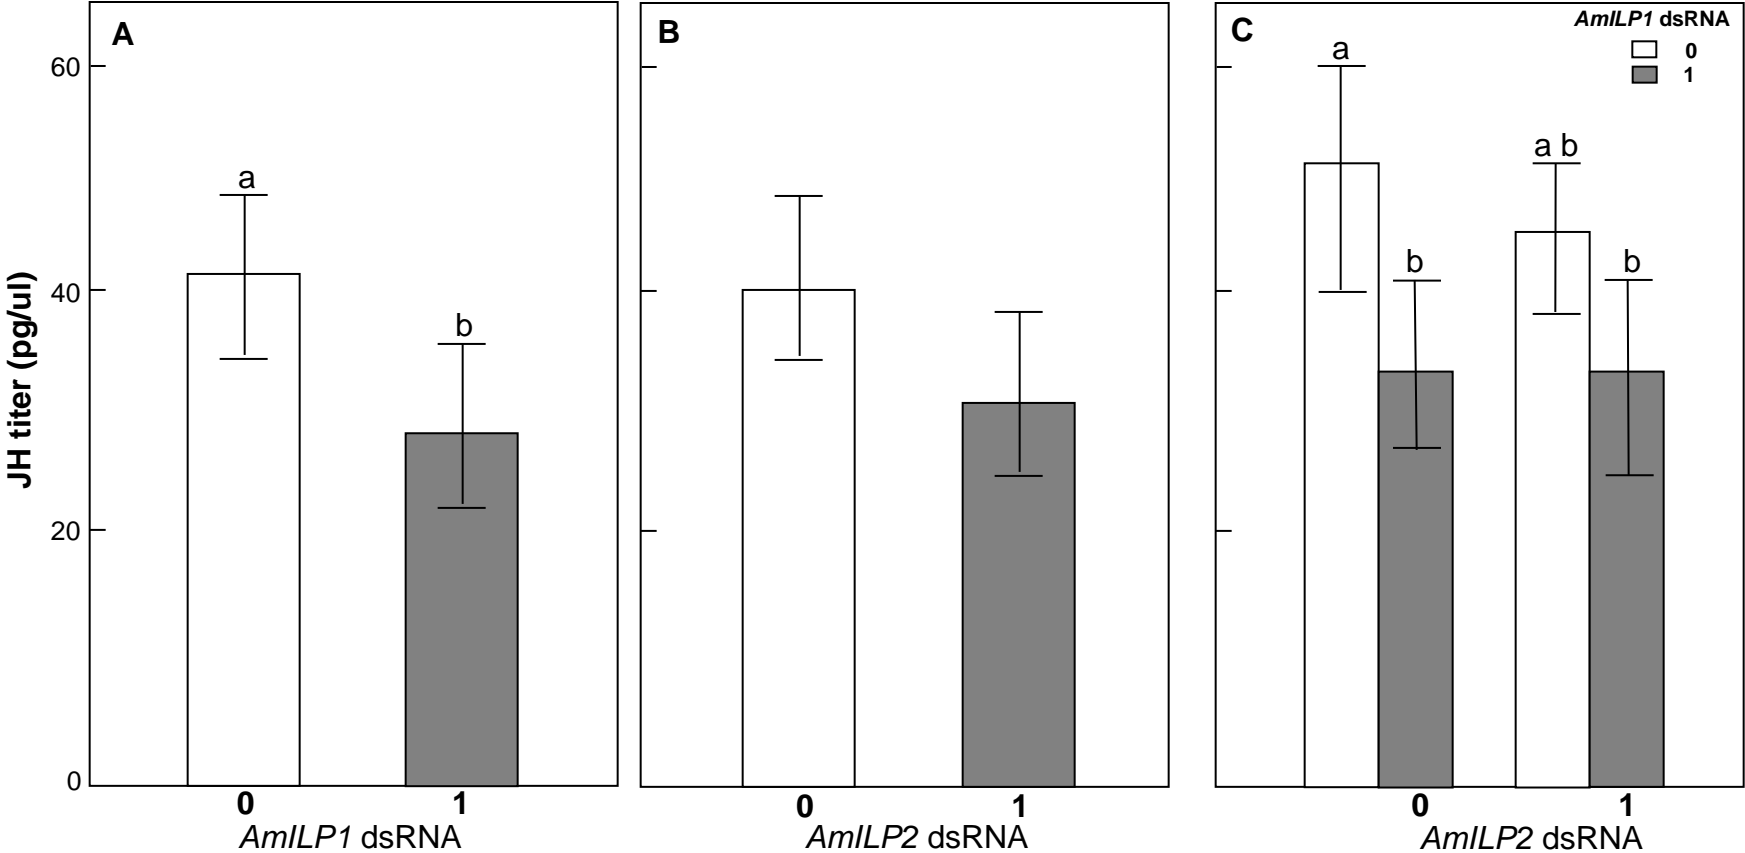 A
B
C
AmILP1 dsRNA
0
1
60
40
20
0
JH titer (pg/ul)
a
b
a
b
a b
b
0
1
AmILP1 dsRNA
0
1
AmILP2 dsRNA
0
1
AmILP2 dsRNA